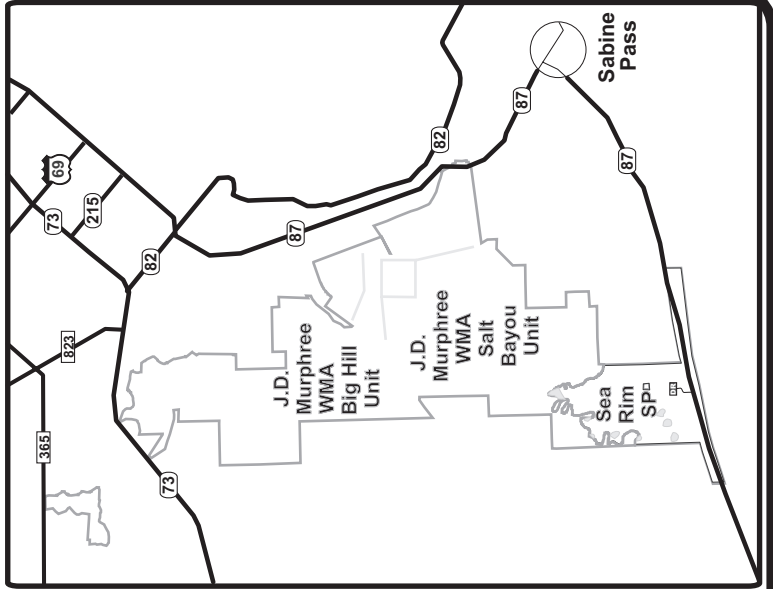 365
823
73
69
215
73
82
82
87
87
87
Sabine
Pass
J.D.
Murphree
WMA
Big Hill
Unit
J.D.
Murphree
WMA
Salt
Bayou
Unit
Sea
Rim
SP